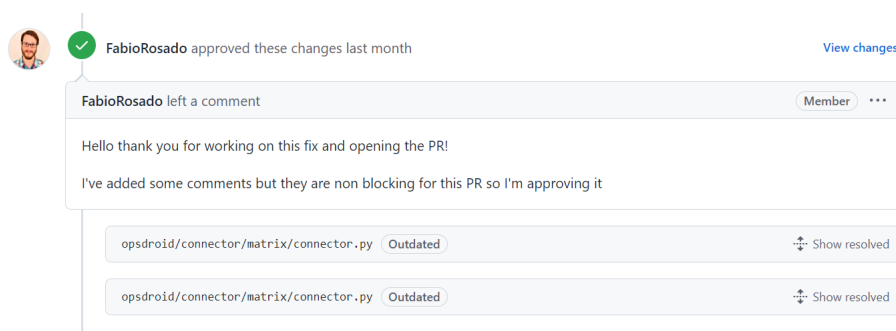 FabioRosado approved these changes last month
View changes
FabioRosado left a comment
Member
Hello thank you for working on this fix and opening the PR!
I've added some comments but they are non blocking for this PR so I'm approving it
opsdroid/connector/matrix/connector.py Outdated
Show resolved
opsdroid/connector/matrix/connector.py Outdated
Show resolved